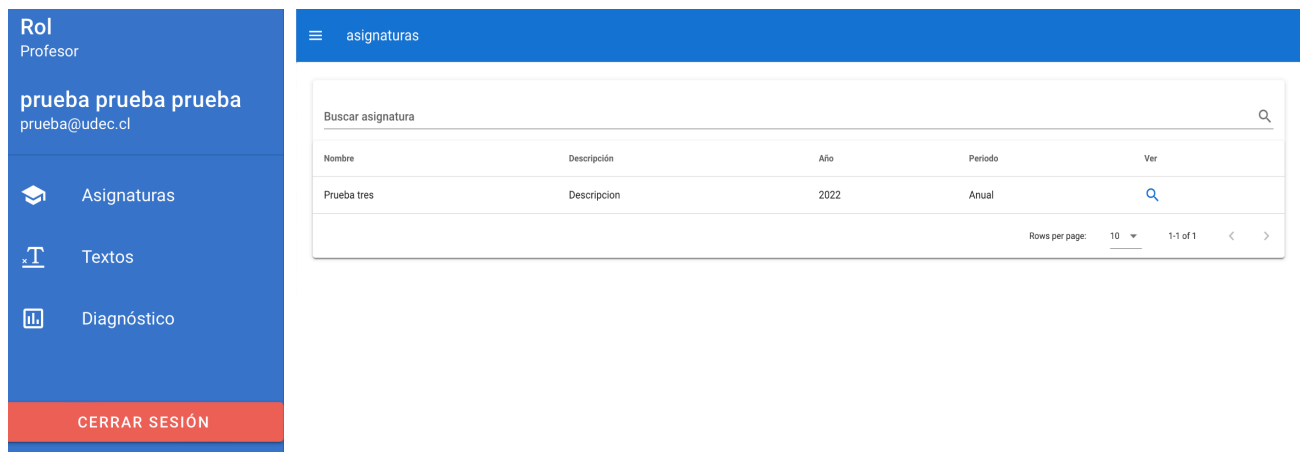 Rol
Profesor
prueba prueba prueba
prueba@udec.cl
Asignaturas
Textos
Diagnóstico
CERRAR SESIÓN
asignaturas
Buscar asignatura
Nombre Descripción Año Periodo Ver
Prueba tres Descripcion 2022 Anual
Rows per page: 10 1-1 of 1